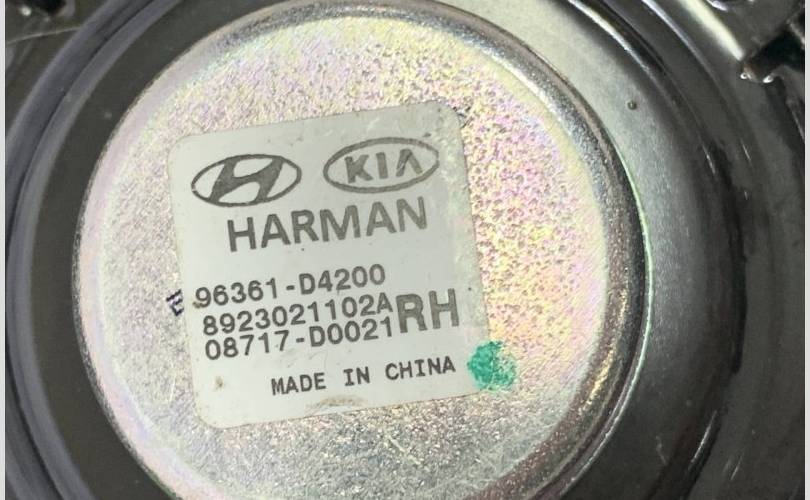 KIA
HARMAN
96361-D4200
8923021102A
08717-D0021 RH
MADE IN CHINA